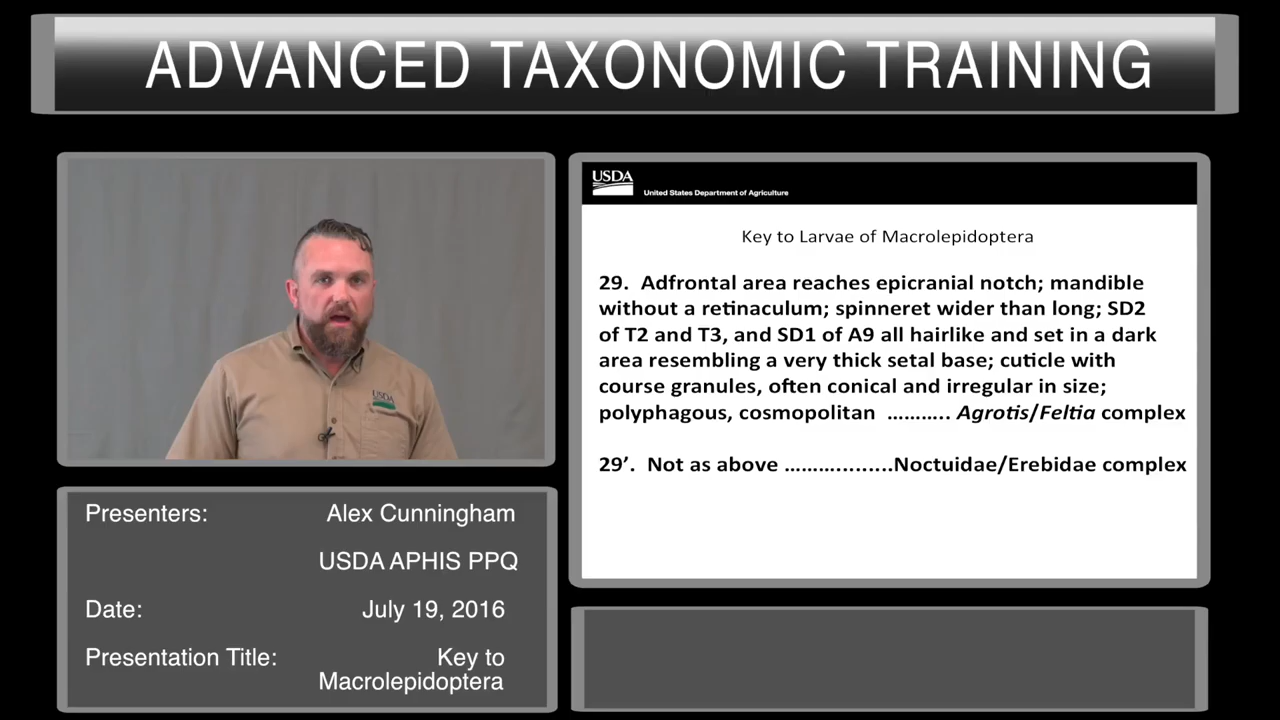 ADVANCED TAXONOMIC TRAINING
USDA
USDA
United States Department of Agriculture
Key to Larvae of Macrolepidoptera
29. Adfrontal area reaches epicranial notch; mandible
without a retinaculum; spinneret wider than long; SD2
of T2 and T3, and SD1 of A9 all hairlike and set in a dark
area resembling a very thick setal base; cuticle with
course granules, often conical and irregular in size;
polyphagous, cosmopolitan .......... Agrotis/Feltia complex
29’. Not as above ...................Noctuidae/Erebidae complex
Presenters: Alex Cunningham
USDA APHIS PPQ
Date: July 19, 2016
Presentation Title: Key to
Macrolepidoptera